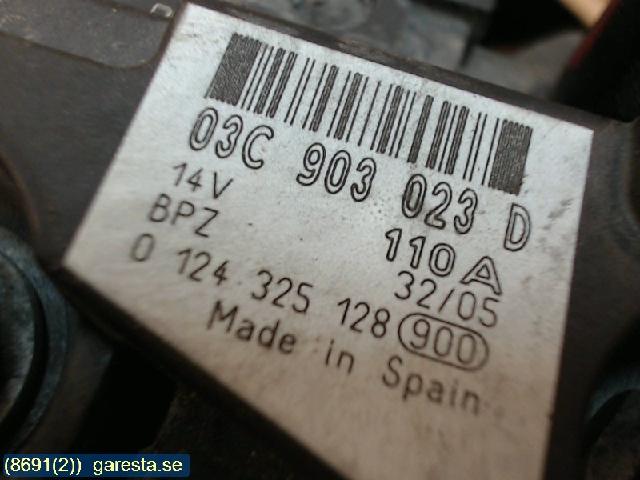 03C 903 023 D
14V 110A
BPZ 32/05
0 124 325 128 900
Made in Spain
(8691(2)) garesta.se